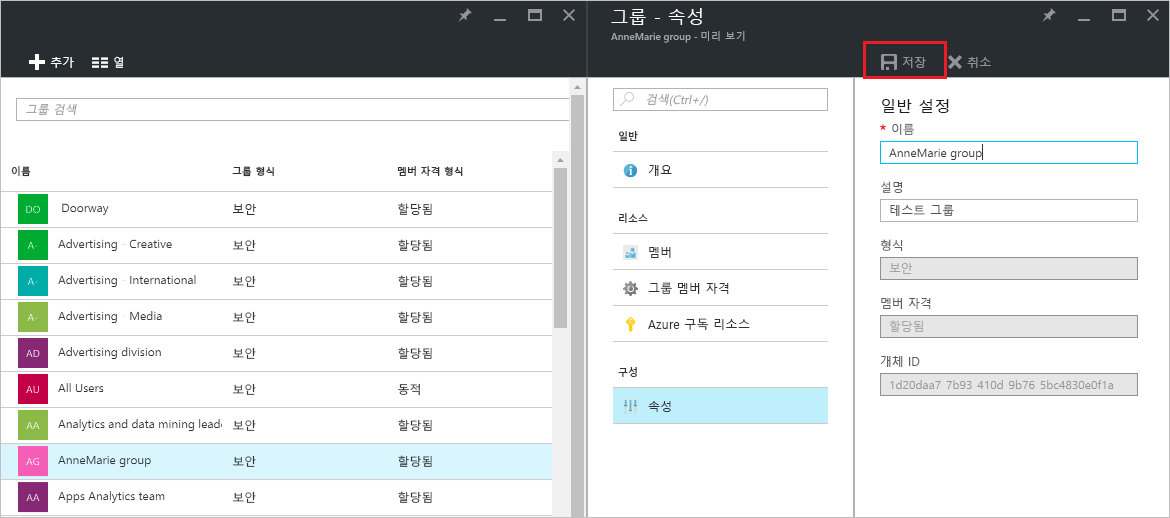 추가 열
그룹 검색
이름 그룹 형식 멤버 자격 형식
DO Doorway 보안 할당됨
A- Advertising - Creative 보안 할당됨
A- Advertising - International 보안 할당됨
A- Advertising - Media 보안 할당됨
AD Advertising division 보안 할당됨
AU All Users 보안 동적
AA Analytics and data mining leade 보안 할당됨
AG AnneMarie group 보안 할당됨
AA Apps Analytics team 보안 할당됨
그룹 - 속성
AnneMarie group - 미리 보기
저장 취소
검색(Ctrl+/)
일반
개요
리소스
멤버
그룹 멤버 자격
Azure 구독 리소스
구성
속성
일반 설정
* 이름
AnneMarie group
설명
테스트 그룹
형식
보안
멤버 자격
할당됨
개체 ID
1d20daa7 7b93 410d 9b76 5bc4830e0f1a